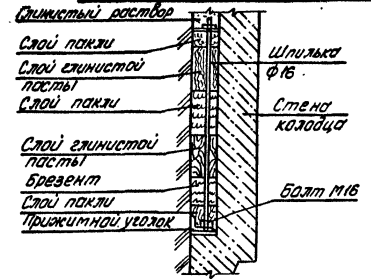 Глинистый раствор
Слой пакли
Слой глинистой
пасты
Слой пакли
Слой глинистой
пасты
Брезент
Слой пакли
Прижимной уголок
Шпилька
Ф16
Стена
колодца
Болт М16